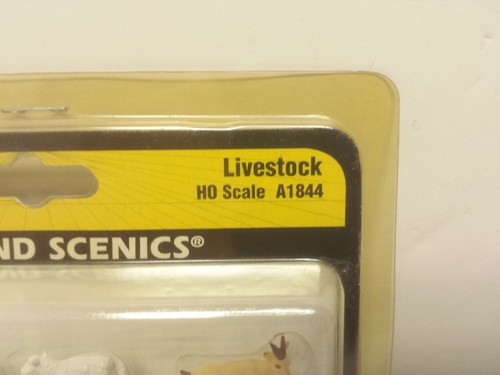 Livestock
HO Scale A1844
ND SCENICS®